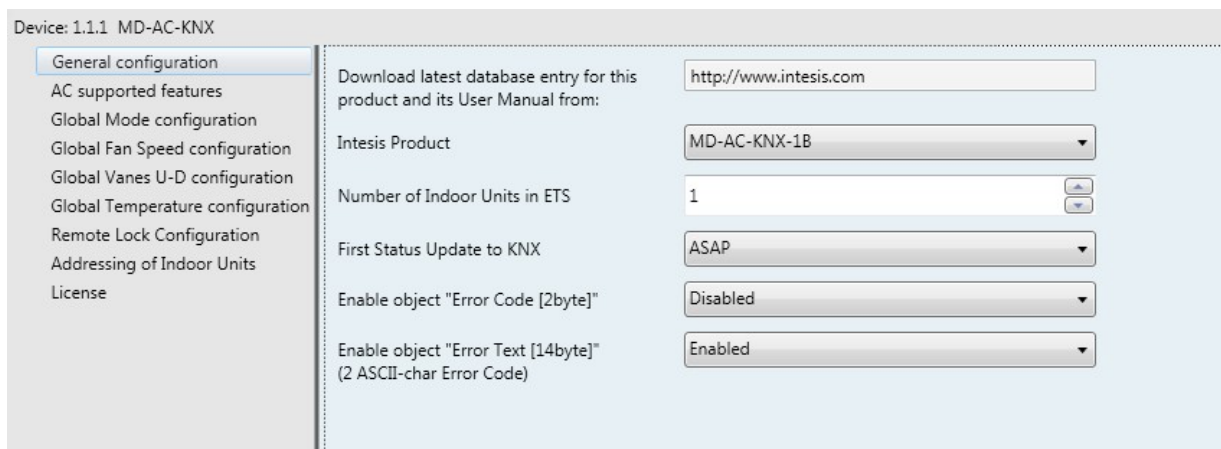 Device: 1.1.1 MD-AC-KNX
General configuration
AC supported features
Global Mode configuration
Global Fan Speed configuration
Global Vanes U-D configuration
Global Temperature configuration
Remote Lock Configuration
Addressing of Indoor Units
License
Download latest database entry for this
product and its User Manual from:
http://www.intesis.com
Intesis Product
MD-AC-KNX-1B
Number of Indoor Units in ETS
1
First Status Update to KNX
ASAP
Enable object "Error Code [2byte]"
Disabled
Enable object "Error Text [14byte]"
(2 ASCII-char Error Code)
Enabled